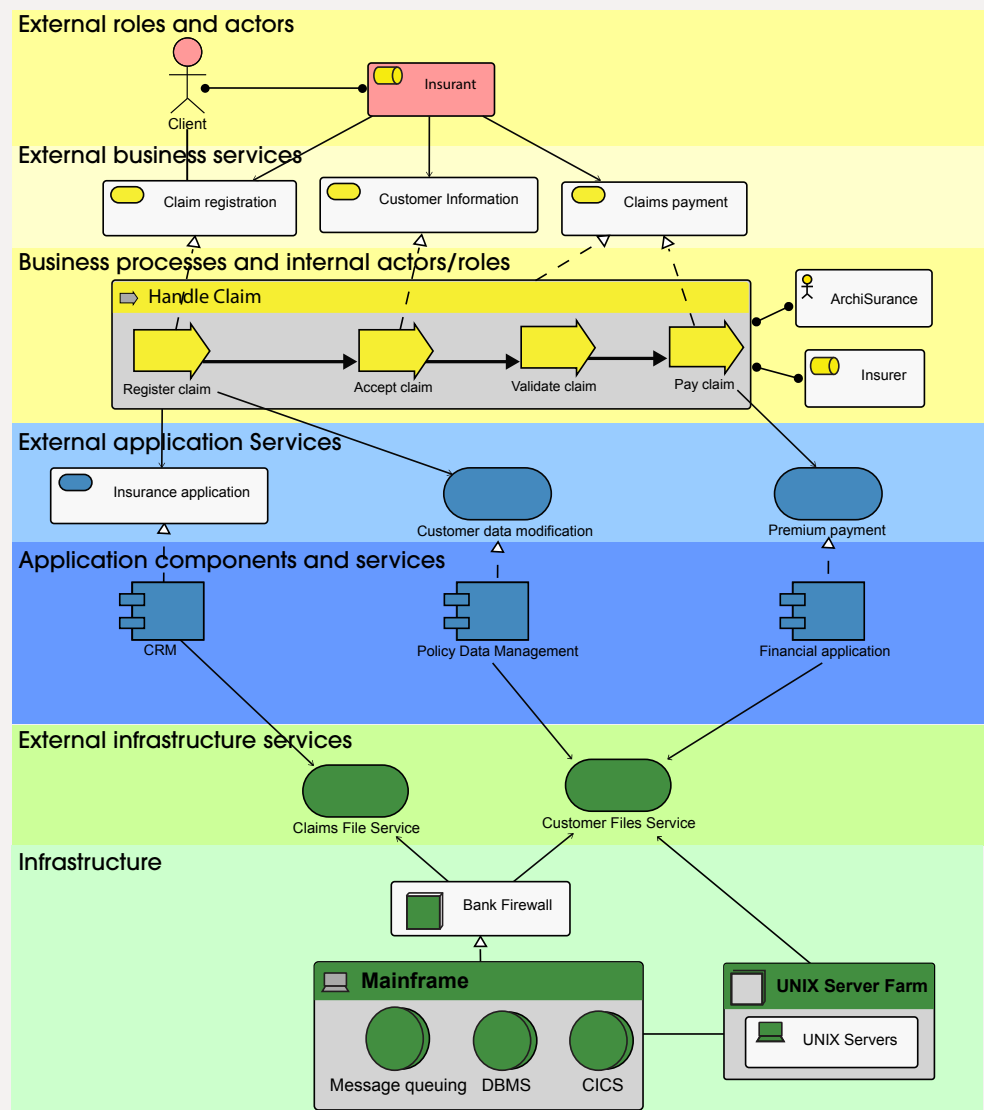 External roles and actors
Insurant
Client
External business services
Claim registration
Customer Information
Claims payment
Business processes and internal actors/roles
Handle Claim
ArchiSurance
Register claim
Accept claim
Validate claim
Pay claim
Insurer
External application Services
Insurance application
Customer data modification
Premium payment
Application components and services
CRM
Policy Data Management
Financial application
External infrastructure services
Claims File Service
Customer Files Service
Infrastructure
Bank Firewall
Mainframe
UNIX Server Farm
UNIX Servers
Message queuing
DBMS
CICS